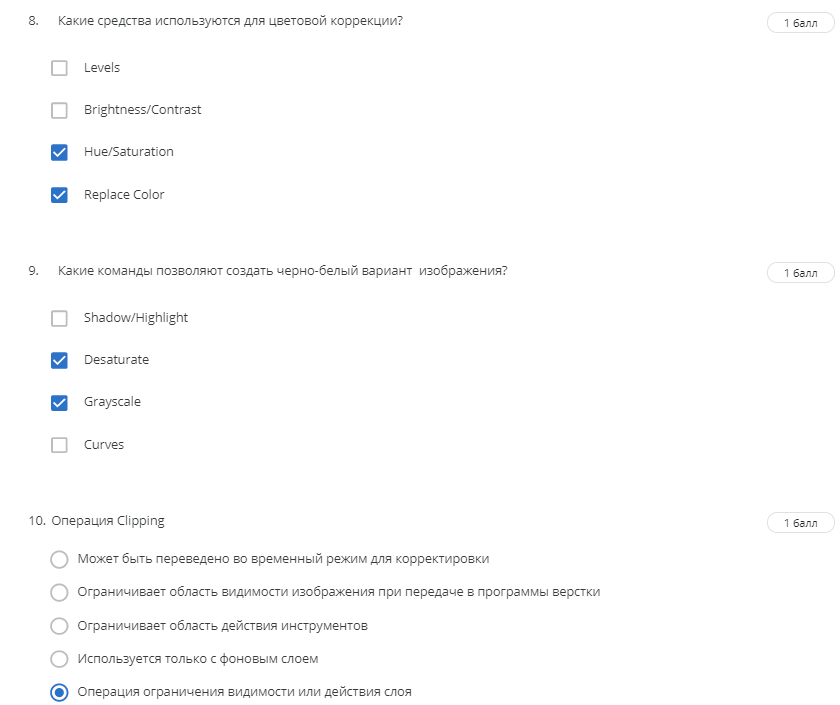 8. Какие средства используются для цветовой коррекции?
1 балл
Levels
Brightness/Contrast
Hue/Saturation
Replace Color
9. Какие команды позволяют создать черно-белый вариант изображения?
1 балл
Shadow/Highlight
Desaturate
Grayscale
Curves
10. Операция Clipping
1 балл
Может быть переведено во временный режим для корректировки
Ограничивает область видимости изображения при передаче в программы верстки
Ограничивает область действия инструментов
Используется только с фоновым слоем
Операция ограничения видимости или действия слоя